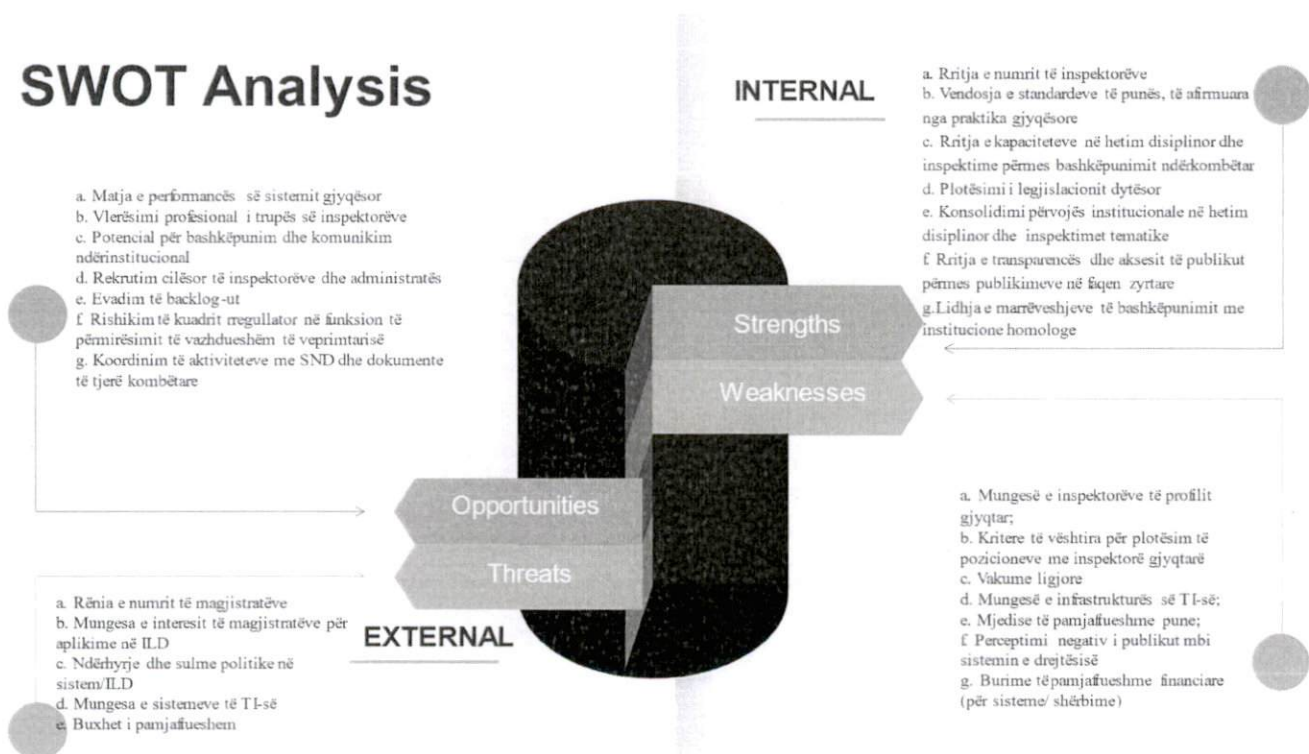 SWOT Analysis
a. Matja e performancës së sistemit gjyqësor
b. Vlerësimi profesional i trupës së inspektorëve
c. Potencial për bashkëpunim dhe komunikim
ndërinstitucional
d. Rekrutim cilësor të inspektorëve dhe administratës
e. Evadim të backlog-ut
f. Rishikim të kuadrit rregullator në funksion të
përmirësimit të vazhdueshëm të veprimtarisë
g. Koordinim të aktiviteteve me SND dhe dokumente
të tjerë kombëtare
INTERNAL
a. Rritja e numrit të inspektorëve
b. Vendosja e standardeve të punës, të afirmuara
nga praktika gjyqësore
c. Rritja e kapaciteteve në hetim disiplinor dhe
inspektime përmes bashkëpunimit ndërkombëtar
d. Plotësimi i legjislacionit dytësor
e. Konsolidimi përvojës institucionale në hetim
disiplinor dhe inspektimet tematike
f. Rritja e transparencës dhe aksesit të publikut
përmes publikimeve në faqen zyrtare
g.Lidhja e marrëveshjeve të bashkëpunimit me
institucione homologe
Strengths
Weaknesses
Opportunities
Threats
EXTERNAL
a. Rënia e numrit të magjistratëve
b. Mungesa e interesit të magjistratëve për
aplikime në ILD
c. Ndërhyrje dhe sulme politike në
sistem/ILD
d. Mungesa e sistemeve të TI-së
e. Buxhet i pamjaftueshem
a. Mungesë e inspektorëve të profilit
gjyqtar;
b. Kritere të vështira për plotësim të
pozicioneve me inspektorë gjyqtarë
c. Vakume ligjore
d. Mungesë e infrastrukturës së TI-së;
e. Mjedise të pamjaftueshme pune;
f. Perceptimi negativ i publikut mbi
sistemin e drejtësisë
g. Burime të pamjaftueshme financiare
(për sisteme/ shërbime)